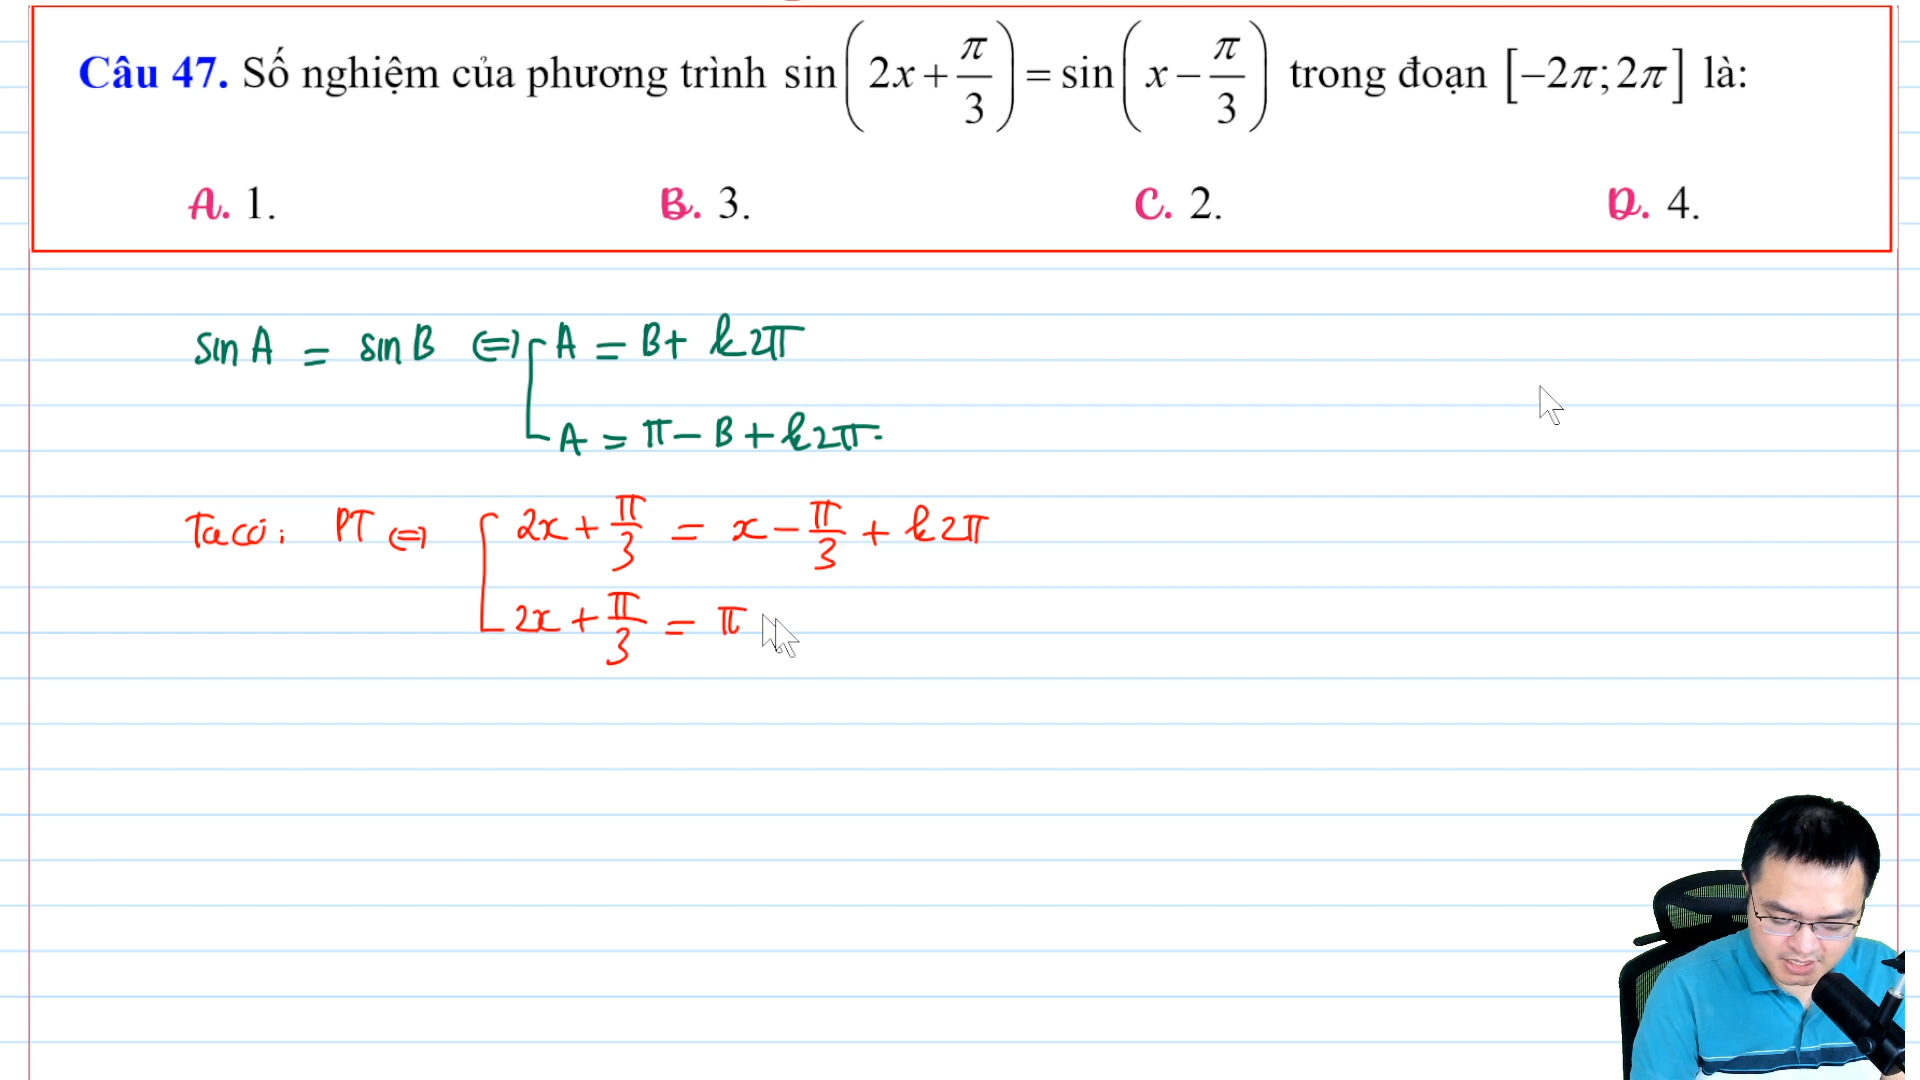 Câu 47. Số nghiệm của phương trình sin(2x + π/3) = sin(x − π/3) trong đoạn [−2π; 2π] là:
A. 1. B. 3. C. 2. D. 4.
sin A = sin B ⇔ [ A = B + k2π
A = π − B + k2π.
Ta có: PT ⇔ [ 2x + π/3 = x − π/3 + k2π
2x + π/3 = π